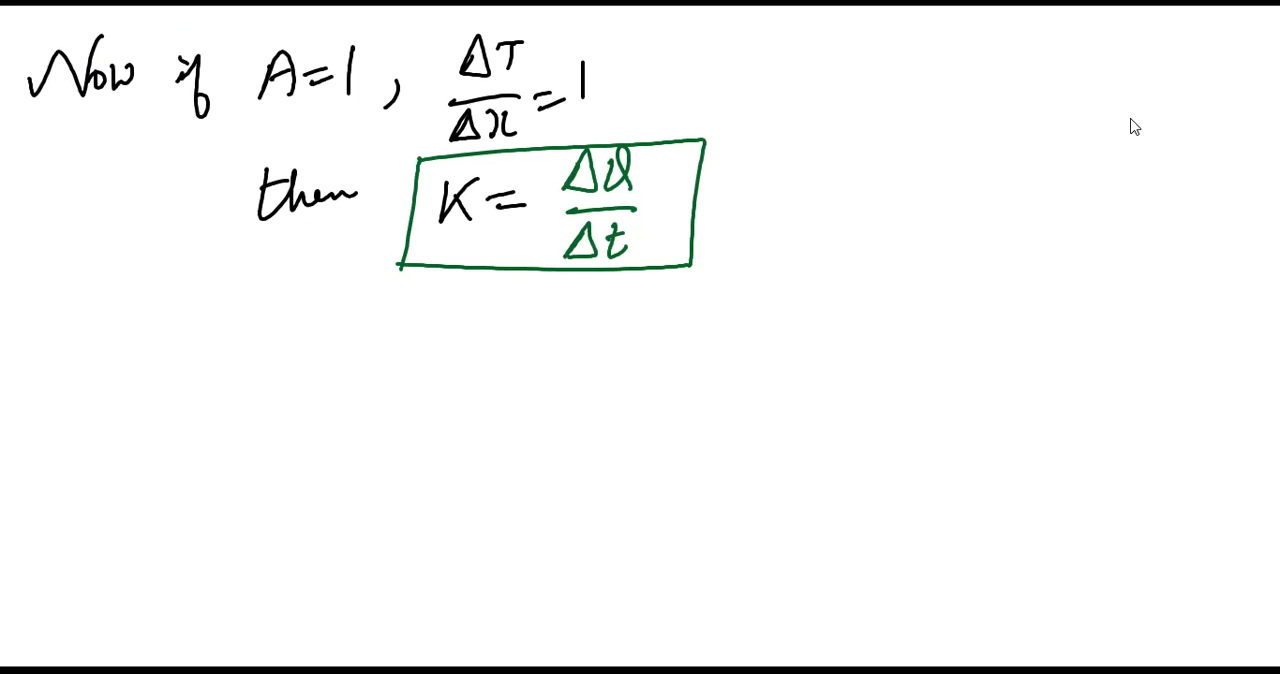 Now if A=1, ΔT/Δx=1
then K= ΔQ/Δt